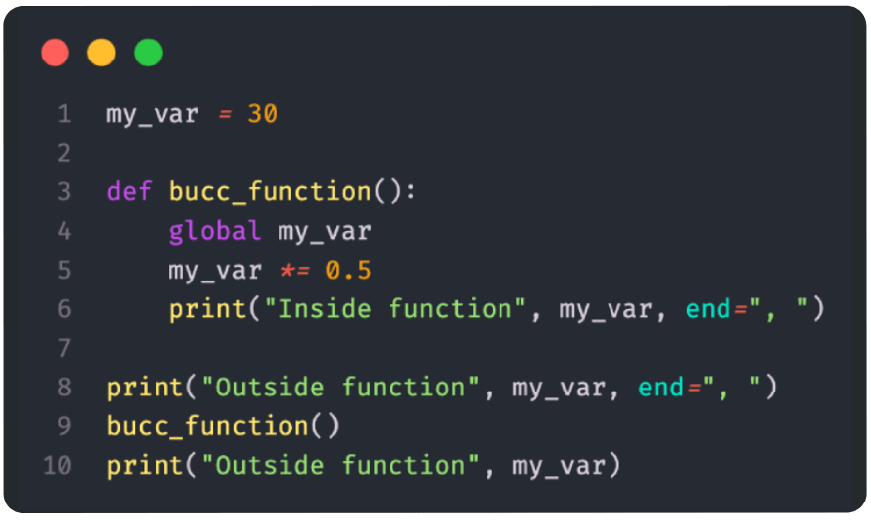 1 my_var = 30
2
3 def bucc_function():
4     global my_var
5     my_var *= 0.5
6     print("Inside function", my_var, end=", ")
7
8 print("Outside function", my_var, end=", ")
9 bucc_function()
10 print("Outside function", my_var)